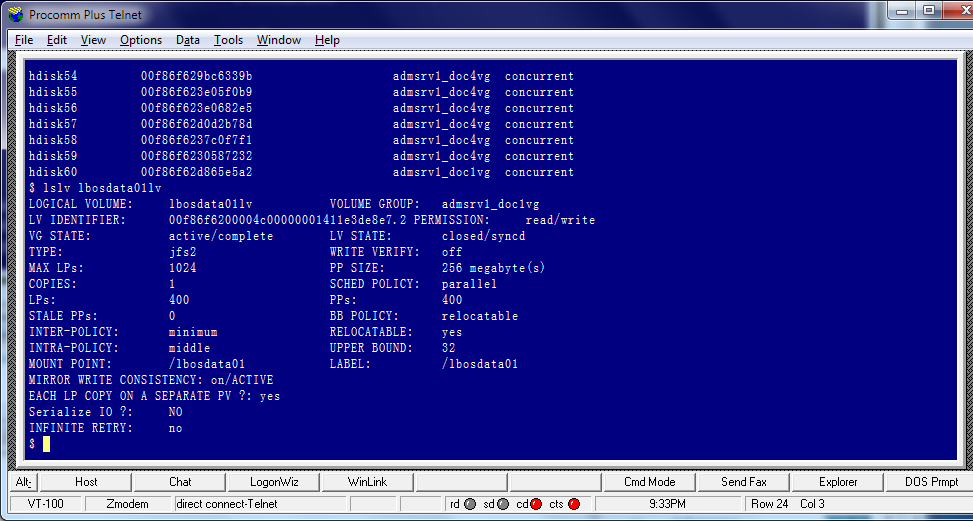 Procomm Plus Telnet
File Edit View Options Data Tools Window Help
hdisk54 00f86f629bc6339b admsrv1_doc4vg concurrent
hdisk55 00f86f623e05f0b9 admsrv1_doc4vg concurrent
hdisk56 00f86f623e0682e5 admsrv1_doc4vg concurrent
hdisk57 00f86f62d0d2b78d admsrv1_doc4vg concurrent
hdisk58 00f86f6237c0f7f1 admsrv1_doc4vg concurrent
hdisk59 00f86f6230587232 admsrv1_doc4vg concurrent
hdisk60 00f86f62d865e5a2 admsrv1_doc1vg concurrent
$ lslv lbosdata01lv
LOGICAL VOLUME: lbosdata01lv VOLUME GROUP: admsrv1_doc1vg
LV IDENTIFIER: 00f86f6200004c00000001411e3de8e7.2 PERMISSION: read/write
VG STATE: active/complete LV STATE: closed/syncd
TYPE: jfs2 WRITE VERIFY: off
MAX LPs: 1024 PP SIZE: 256 megabyte(s)
COPIES: 1 SCHED POLICY: parallel
LPs: 400 PPs: 400
STALE PPs: 0 BB POLICY: relocatable
INTER-POLICY: minimum RELOCATABLE: yes
INTRA-POLICY: middle UPPER BOUND: 32
MOUNT POINT: /lbosdata01 LABEL: /lbosdata01
MIRROR WRITE CONSISTENCY: on/ACTIVE
EACH LP COPY ON A SEPARATE PV ?: yes
Serialize IO ?: NO
INFINITE RETRY: no
$
Alt- Host Chat LogonWiz WinLink Cmd Mode Send Fax Explorer DOS Prmpt
VT-100 Zmodem direct connect-Telnet rd sd cd cts 9:33PM Row 24 Col 3